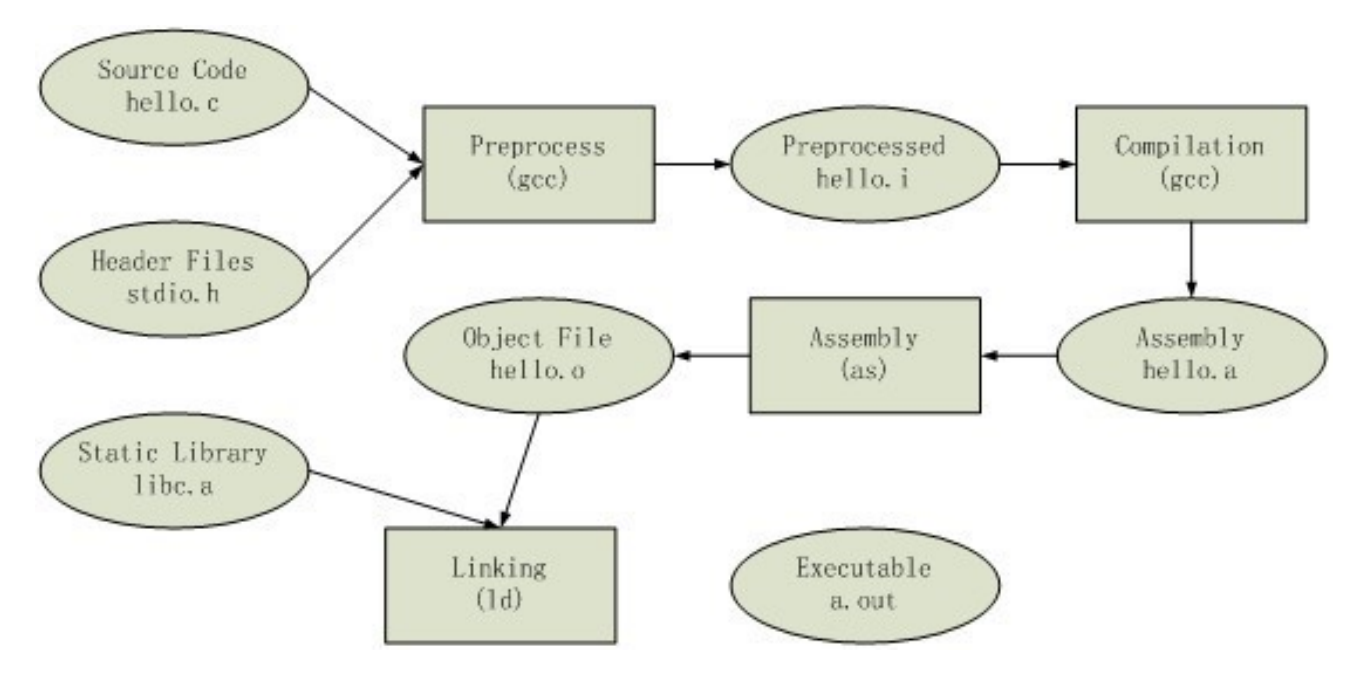 Source Code
hello.c
Preprocess
(gcc)
Preprocessed
hello.i
Compilation
(gcc)
Header Files
stdio.h
Object File
hello.o
Assembly
(as)
Assembly
hello.a
Static Library
libc.a
Linking
(ld)
Executable
a.out